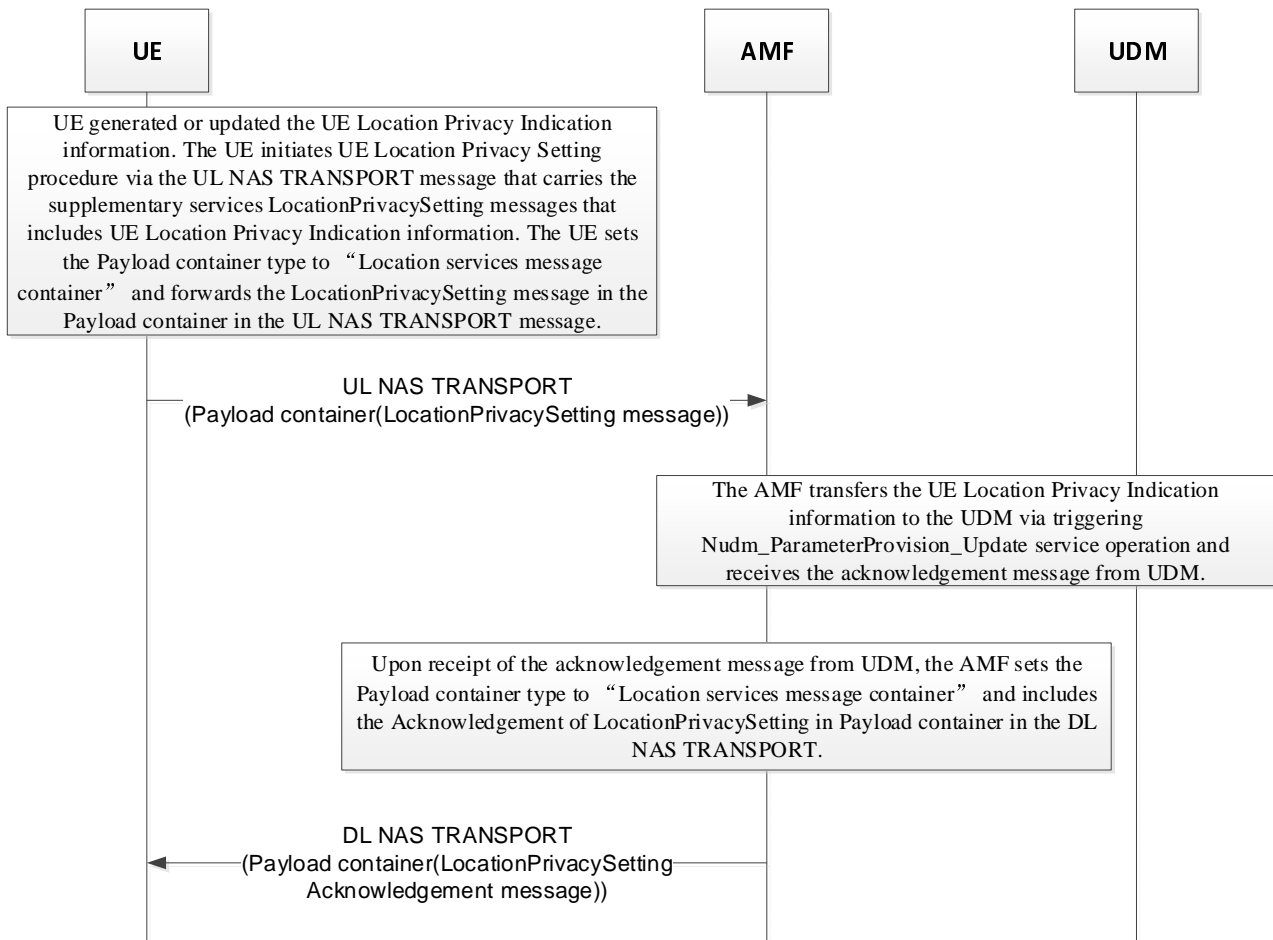 UE
AMF
UDM
UE generated or updated the UE Location Privacy Indication
information. The UE initiates UE Location Privacy Setting
procedure via the UL NAS TRANSPORT message that carries the
supplementary services LocationPrivacySetting messages that
includes UE Location Privacy Indication information. The UE sets
the Payload container type to “Location services message
container” and forwards the LocationPrivacySetting message in the
Payload container in the UL NAS TRANSPORT message.
UL NAS TRANSPORT
(Payload container(LocationPrivacySetting message))
The AMF transfers the UE Location Privacy Indication
information to the UDM via triggering
Nudm_ParameterProvision_Update service operation and
receives the acknowledgement message from UDM.
Upon receipt of the acknowledgement message from UDM, the AMF sets the
Payload container type to “Location services message container” and includes
the Acknowledgement of LocationPrivacySetting in Payload container in the DL
NAS TRANSPORT.
DL NAS TRANSPORT
(Payload container(LocationPrivacySetting
Acknowledgement message))